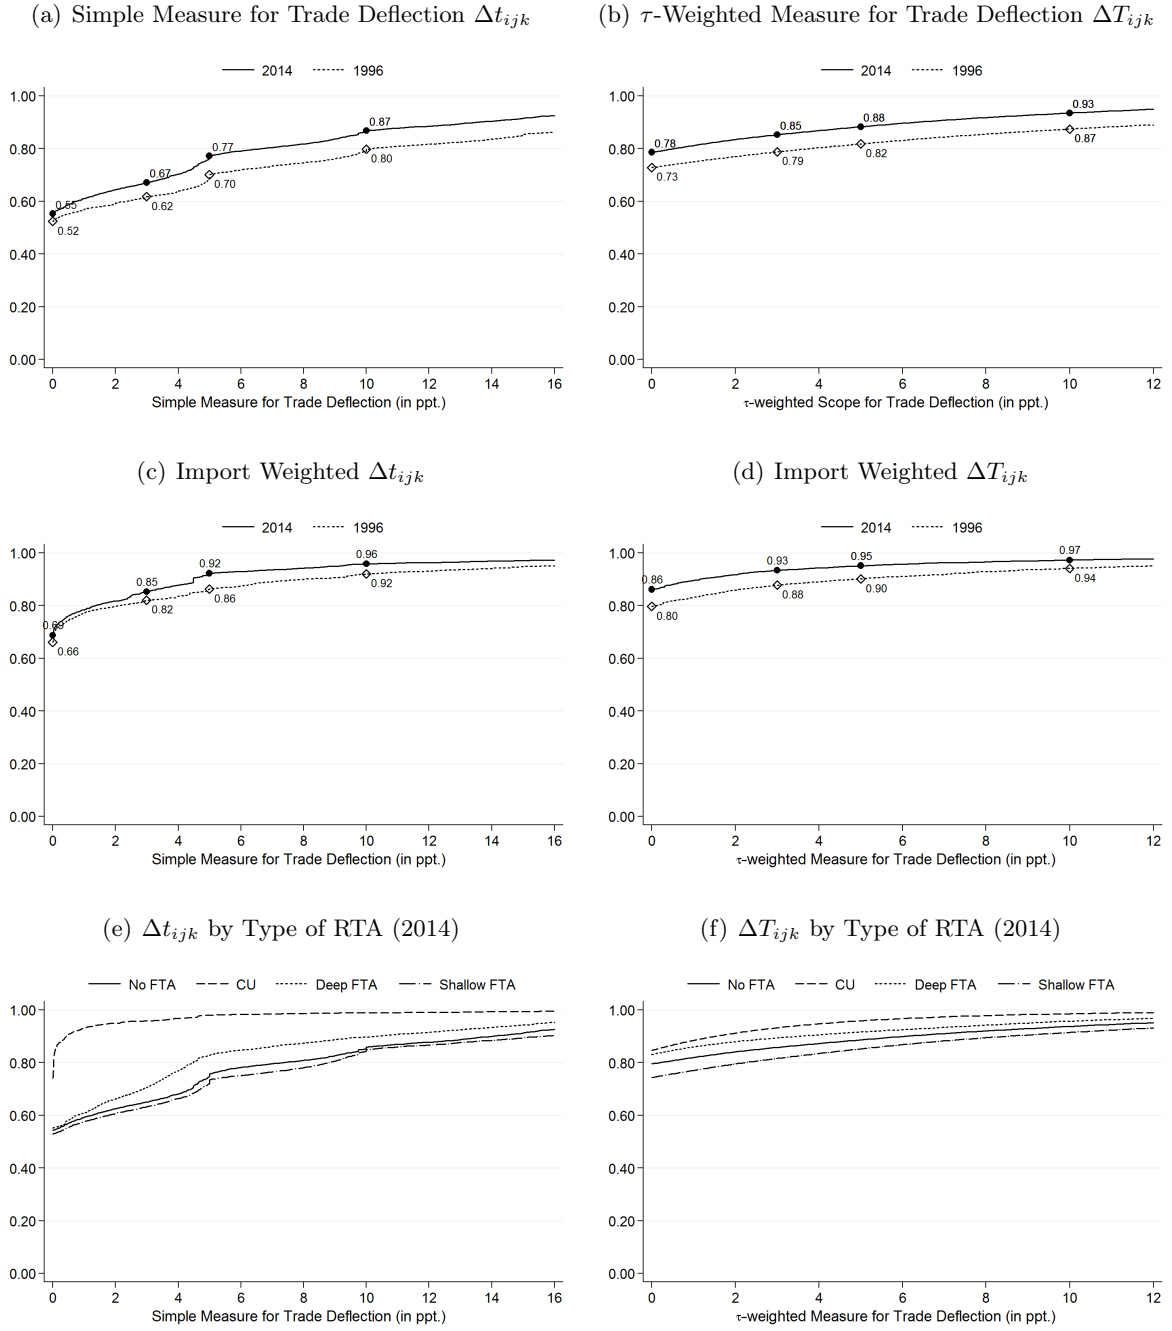 (a) Simple Measure for Trade Deflection Δt_ijk
2014 1996
1.00
0.80
0.60
0.40
0.20
0.00
0.55 0.67 0.77 0.87
0.52 0.62 0.70 0.80
0 2 4 6 8 10 12 14 16
Simple Measure for Trade Deflection (in ppt.)
(b) τ-Weighted Measure for Trade Deflection ΔT_ijk
2014 1996
1.00
0.80
0.60
0.40
0.20
0.00
0.78 0.85 0.88 0.93
0.73 0.79 0.82 0.87
0 2 4 6 8 10 12
τ-weighted Scope for Trade Deflection (in ppt.)
(c) Import Weighted Δt_ijk
2014 1996
1.00
0.80
0.60
0.40
0.20
0.00
0.69 0.85 0.92 0.96
0.66 0.82 0.86 0.92
0 2 4 6 8 10 12 14 16
Simple Measure for Trade Deflection (in ppt.)
(d) Import Weighted ΔT_ijk
2014 1996
1.00
0.80
0.60
0.40
0.20
0.00
0.86 0.93 0.95 0.97
0.80 0.88 0.90 0.94
0 2 4 6 8 10 12
τ-weighted Measure for Trade Deflection (in ppt.)
(e) Δt_ijk by Type of RTA (2014)
No FTA CU Deep FTA Shallow FTA
1.00
0.80
0.60
0.40
0.20
0.00
0 2 4 6 8 10 12 14 16
Simple Measure for Trade Deflection (in ppt.)
(f) ΔT_ijk by Type of RTA (2014)
No FTA CU Deep FTA Shallow FTA
1.00
0.80
0.60
0.40
0.20
0.00
0 2 4 6 8 10 12
τ-weighted Measure for Trade Deflection (in ppt.)